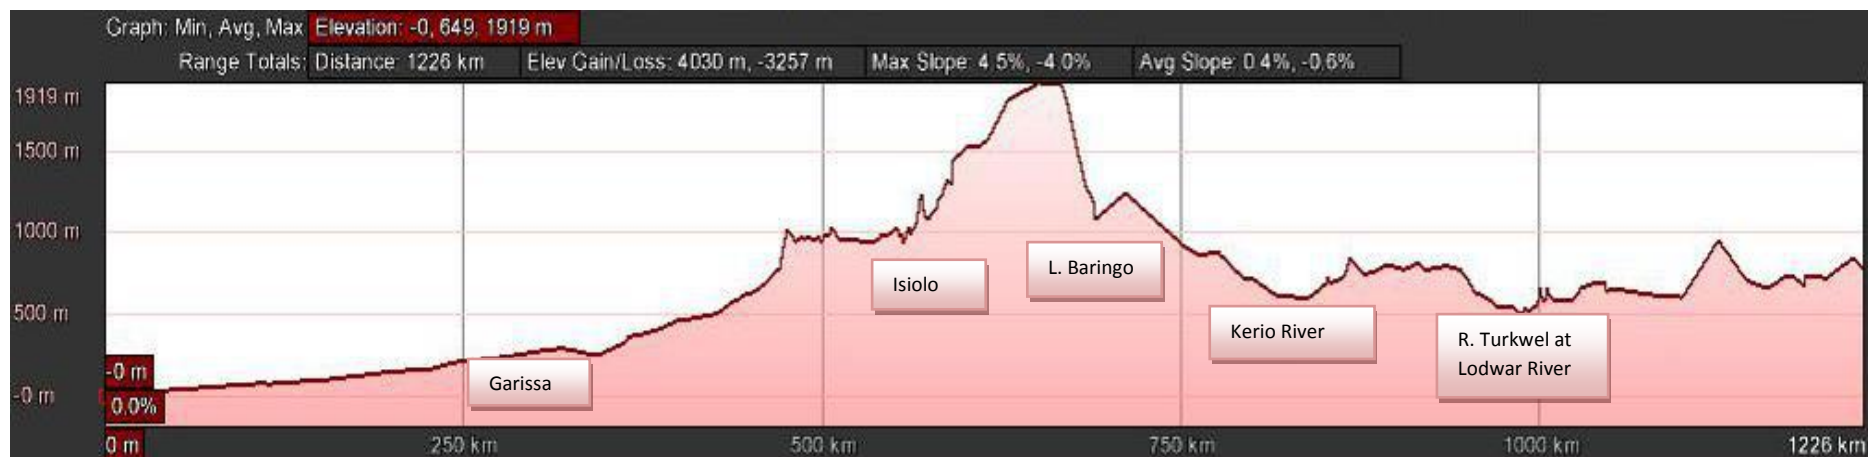 Graph: Min, Avg, Max Elevation: -0, 649, 1919 m
Range Totals: Distance: 1226 km Elev Gain/Loss: 4030 m, -3257 m Max Slope: 4.5%, -4.0% Avg Slope: 0.4%, -0.6%
1919 m
1500 m
1000 m
500 m
-0 m
-0 m
0.0%
Isiolo
L. Baringo
Kerio River
R. Turkwel at
Lodwar River
Garissa
0 m 250 km 500 km 750 km 1000 km 1226 km